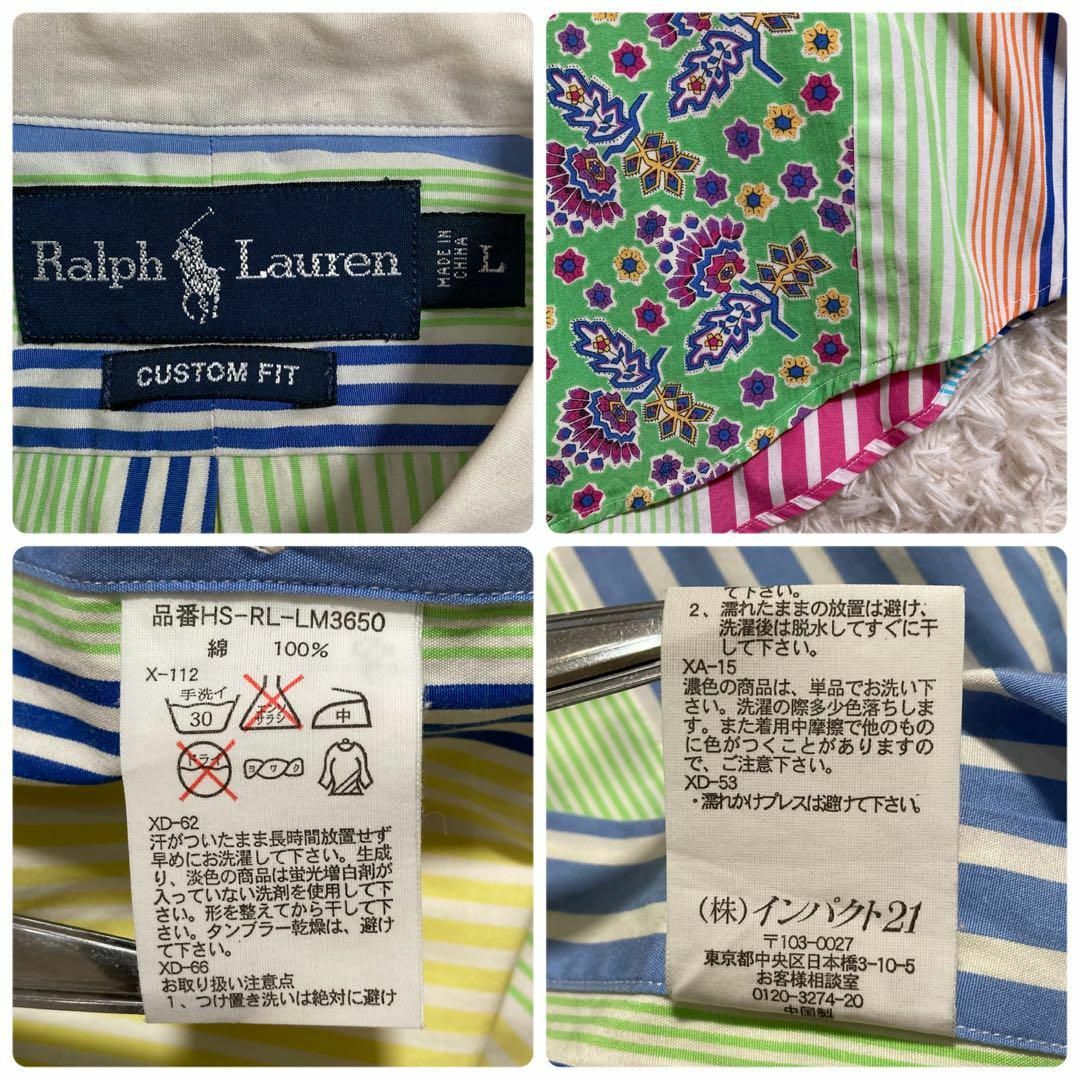 Ralph Lauren
MADE IN
CHINA
L
CUSTOM FIT
品番HS-RL-LM3650
綿 100%
X-112
手洗イ
30
エンソ
サラシ
中
ドライ
ヨワク
XD-62
汗がついたまま長時間放置せず
早めにお洗濯して下さい。生成
り、淡色の商品は蛍光増白剤が
入っていない洗剤を使用して下
さい。形を整えてから干して下
さい。タンブラー乾燥は、避け
て下さい。
XD-66
お取り扱い注意点
1、つけ置き洗いは絶対に避け
て下さい。
2、濡れたままの放置は避け、
洗濯後は脱水してすぐに干
して下さい。
XA-15
濃色の商品は、単品でお洗い下
さい。洗濯の際多少色落ちしま
す。また着用中摩擦で他のもの
に色がつくことがありますの
で、ご注意下さい。
XD-53
・濡れかけプレスは避けて下さい。
(株)インパクト21
〒103-0027
東京都中央区日本橋3-10-5
お客様相談室
0120-3274-20
中国製